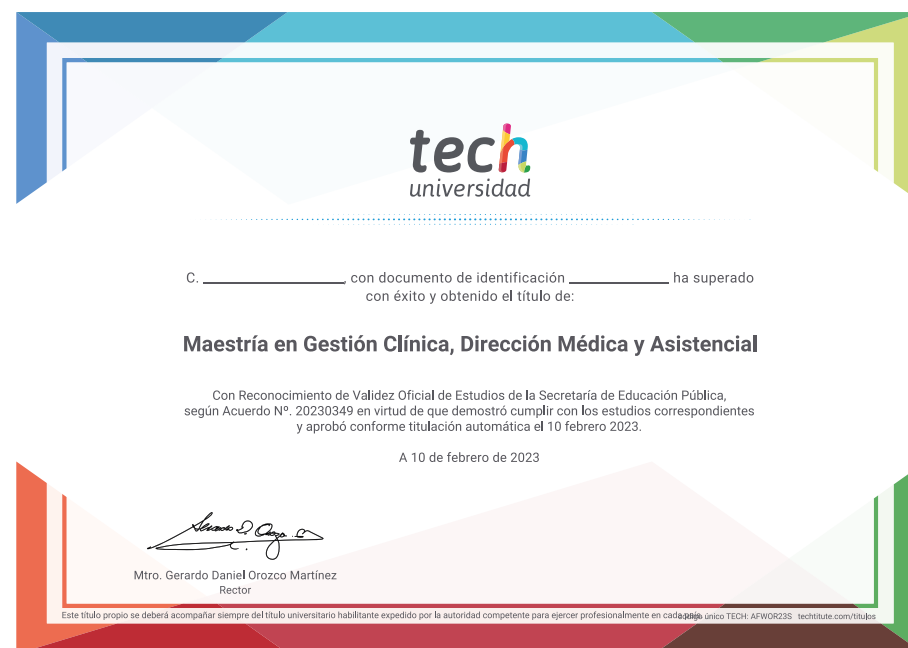 tech
universidad
C. ____________, con documento de identificación _________ ha superado
con éxito y obtenido el título de:
Maestría en Gestión Clínica, Dirección Médica y Asistencial
Con Reconocimiento de Validez Oficial de Estudios de la Secretaría de Educación Pública,
según Acuerdo Nº. 20230349 en virtud de que demostró cumplir con los estudios correspondientes
y aprobó conforme titulación automática el 10 febrero 2023.
A 10 de febrero de 2023
Mtro. Gerardo Daniel Orozco Martínez
Rector
Este título propio se deberá acompañar siempre del título universitario habilitante expedido por la autoridad competente para ejercer profesionalmente en cada país. código único TECH: AFWOR23S techtitute.com/titulos